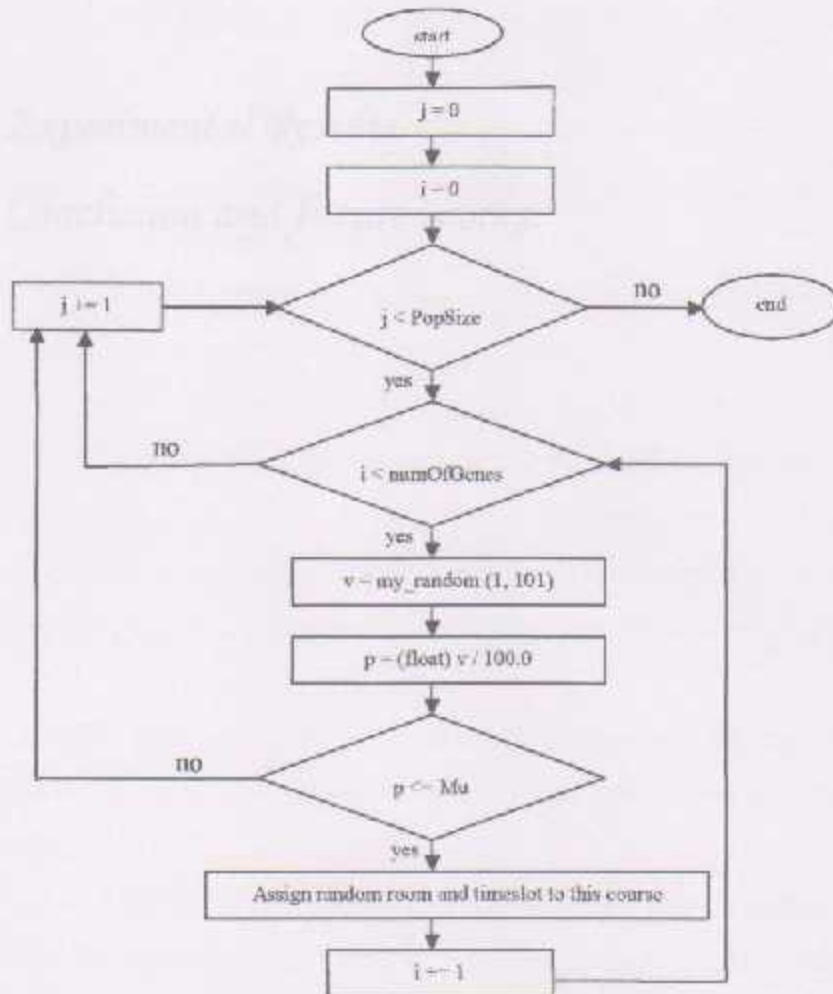 start
j = 0
i = 0
j += 1
j < PopSize
no
end
yes
no
i < numOfGenes
yes
v = my_random (1, 101)
p = (float) v / 100.0
no
p <= Mu
yes
Assign random room and timeslot to this course
i += 1